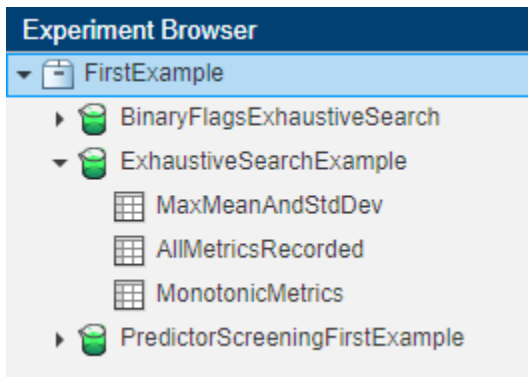 Experiment Browser
FirstExample
BinaryFlagsExhaustiveSearch
ExhaustiveSearchExample
MaxMeanAndStdDev
AllMetricsRecorded
MonotonicMetrics
PredictorScreeningFirstExample